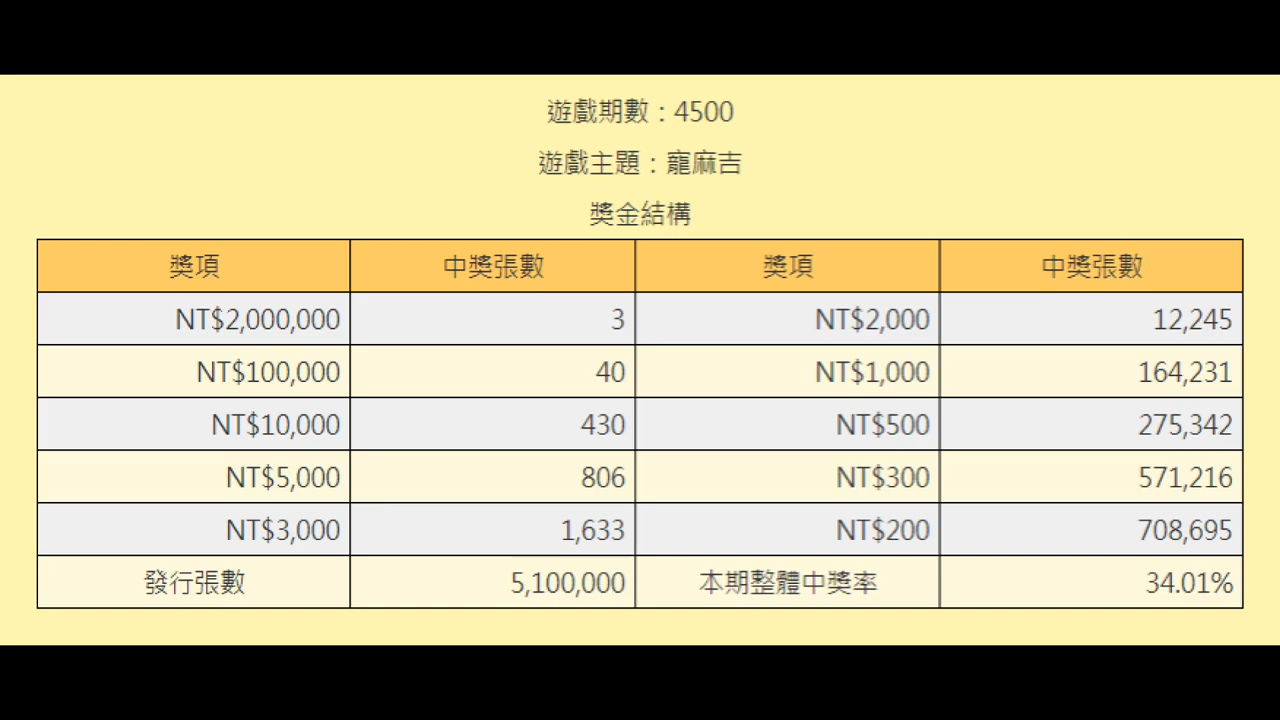 遊戲期數：4500
遊戲主題：寵麻吉
獎金結構
獎項 中獎張數 獎項 中獎張數
NT$2,000,000 3 NT$2,000 12,245
NT$100,000 40 NT$1,000 164,231
NT$10,000 430 NT$500 275,342
NT$5,000 806 NT$300 571,216
NT$3,000 1,633 NT$200 708,695
發行張數 5,100,000 本期整體中獎率 34.01%